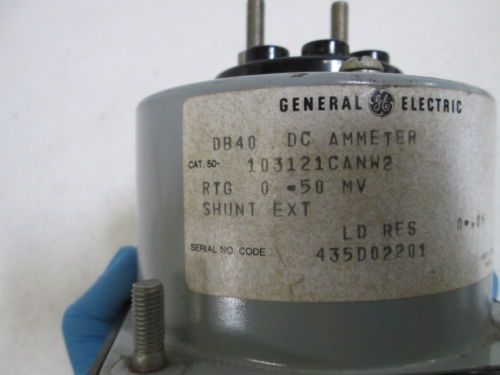 GENERAL GE ELECTRIC
DB40 DC AMMETER
CAT. 50- 103121CANW2
RTG 0 -50 MV
SHUNT EXT
LD RES
SERIAL NO. CODE 435D02201